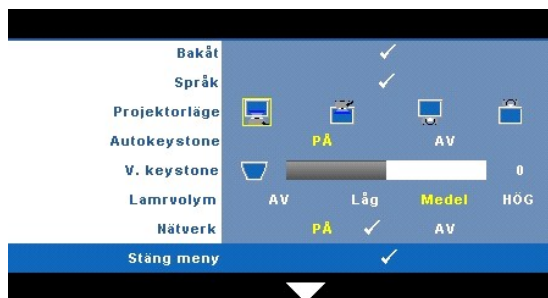 Bakåt
Språk
Projektorläge
Autokeystone PÅ AV
V. keystone 0
Lamrvolym AV Låg Medel HÖG
Nätverk PÅ AV
Stäng meny